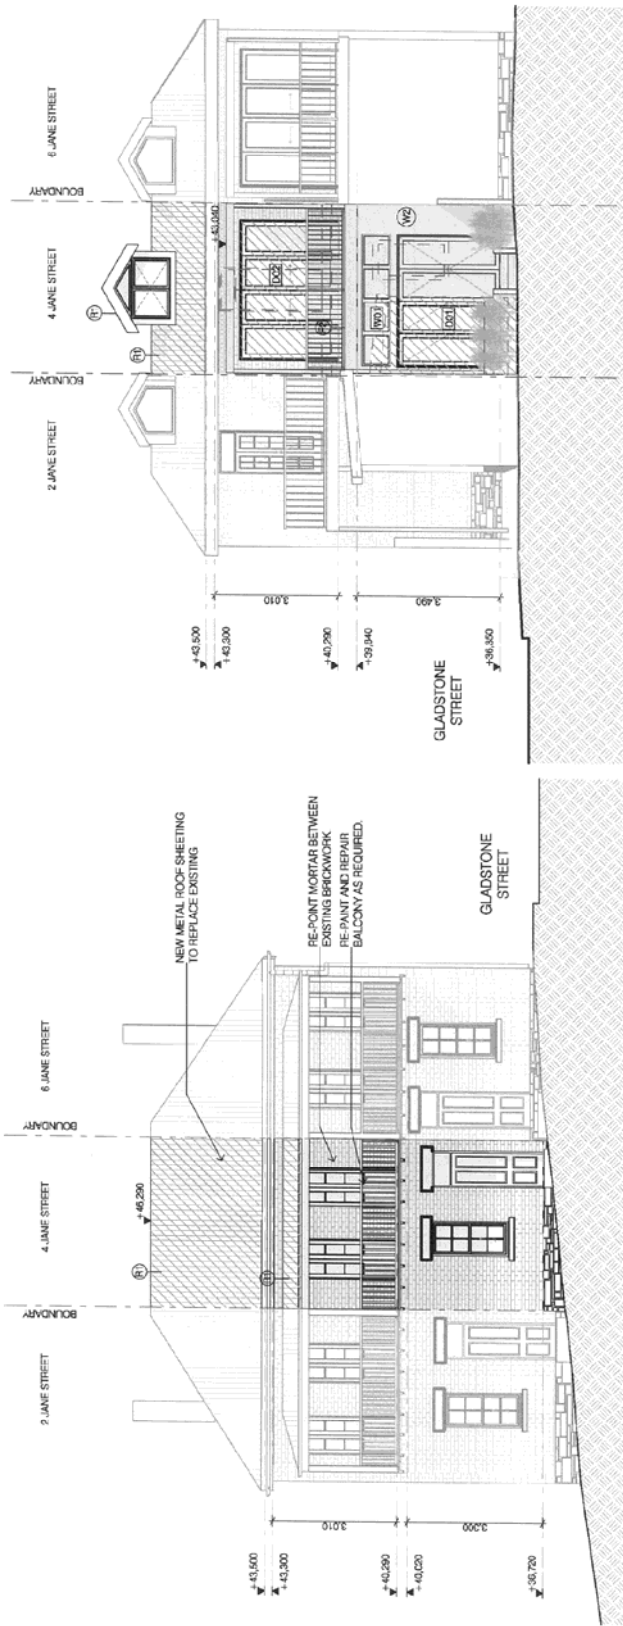 2 JANE STREET
BOUNDARY
4 JANE STREET
BOUNDARY
6 JANE STREET
+46,290
R1
R1
NEW METAL ROOF SHEETING
TO REPLACE EXISTING
RE-POINT MORTAR BETWEEN
EXISTING BRICKWORK
RE-PAINT AND REPAIR
BALCONY AS REQUIRED.
+43,500
+43,300
3,010
+40,290
+40,020
3,300
+36,720
GLADSTONE
STREET
2 JANE STREET
BOUNDARY
4 JANE STREET
BOUNDARY
6 JANE STREET
R1
R1
+43,040
D02
W03
D01
W2
+43,500
+43,300
3,010
+40,290
+39,840
3,490
+36,350
GLADSTONE
STREET